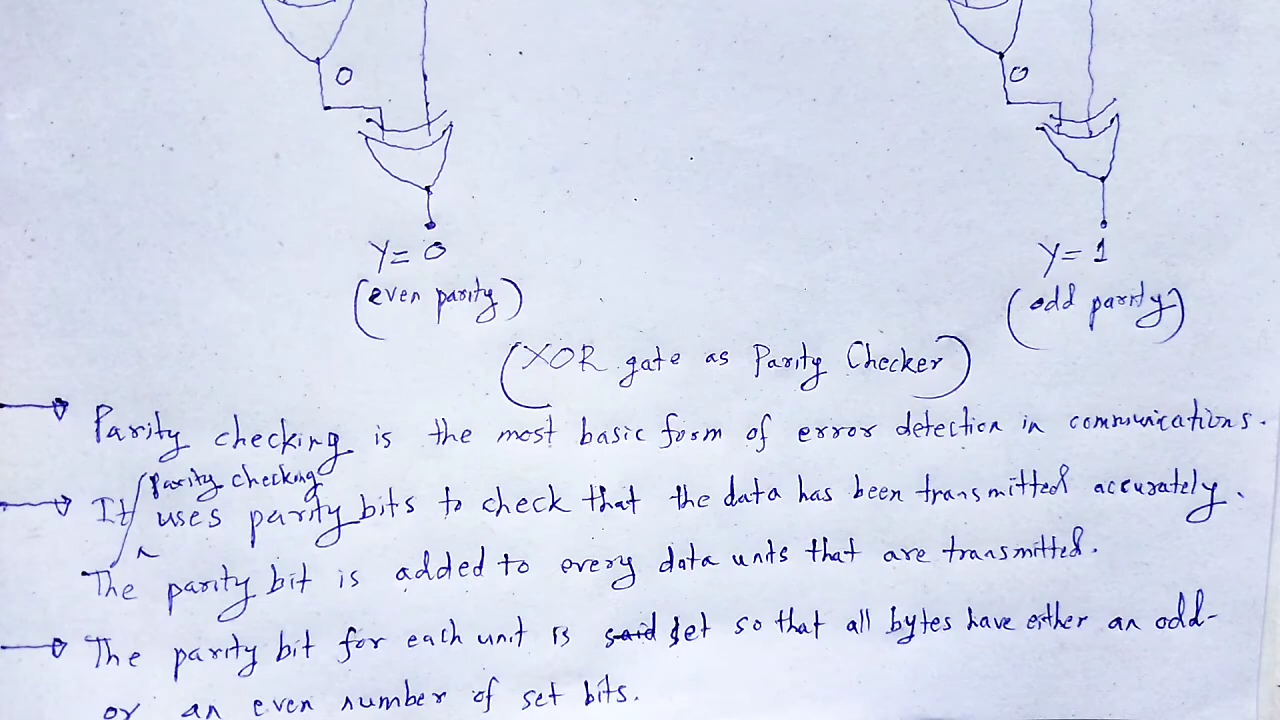 0
0
Y= 0
Y= 1
(even parity)
(odd parity)
(XOR gate as Parity Checker)
Parity checking is the most basic form of error detection in communications.
parity checking
It uses parity bits to check that the data has been transmitted accurately.
The parity bit is added to every data units that are transmitted.
The parity bit for each unit is said set so that all bytes have either an odd-
or an even number of set bits.